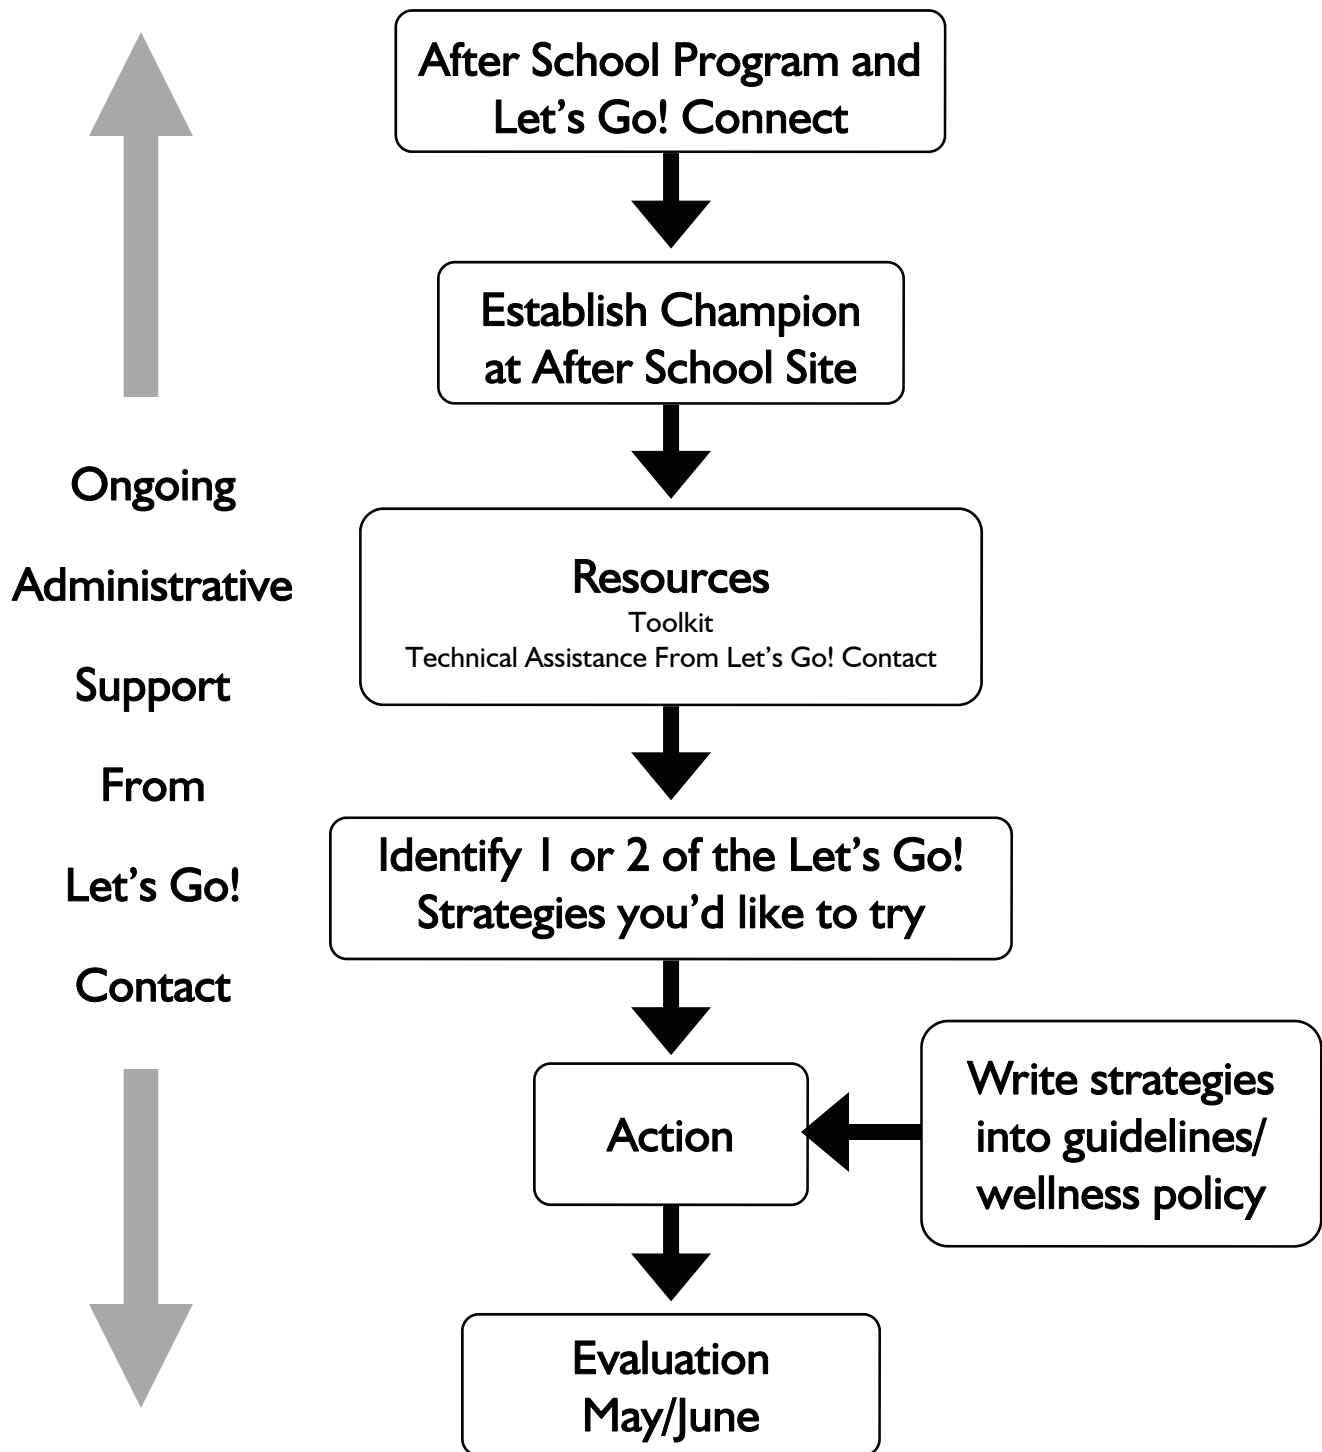 After School Program and
Let's Go! Connect
Establish Champion
at After School Site
Ongoing
Administrative
Support
From
Let's Go!
Contact
Resources
Toolkit
Technical Assistance From Let's Go! Contact
Identify 1 or 2 of the Let's Go!
Strategies you'd like to try
Action
Write strategies
into guidelines/
wellness policy
Evaluation
May/June